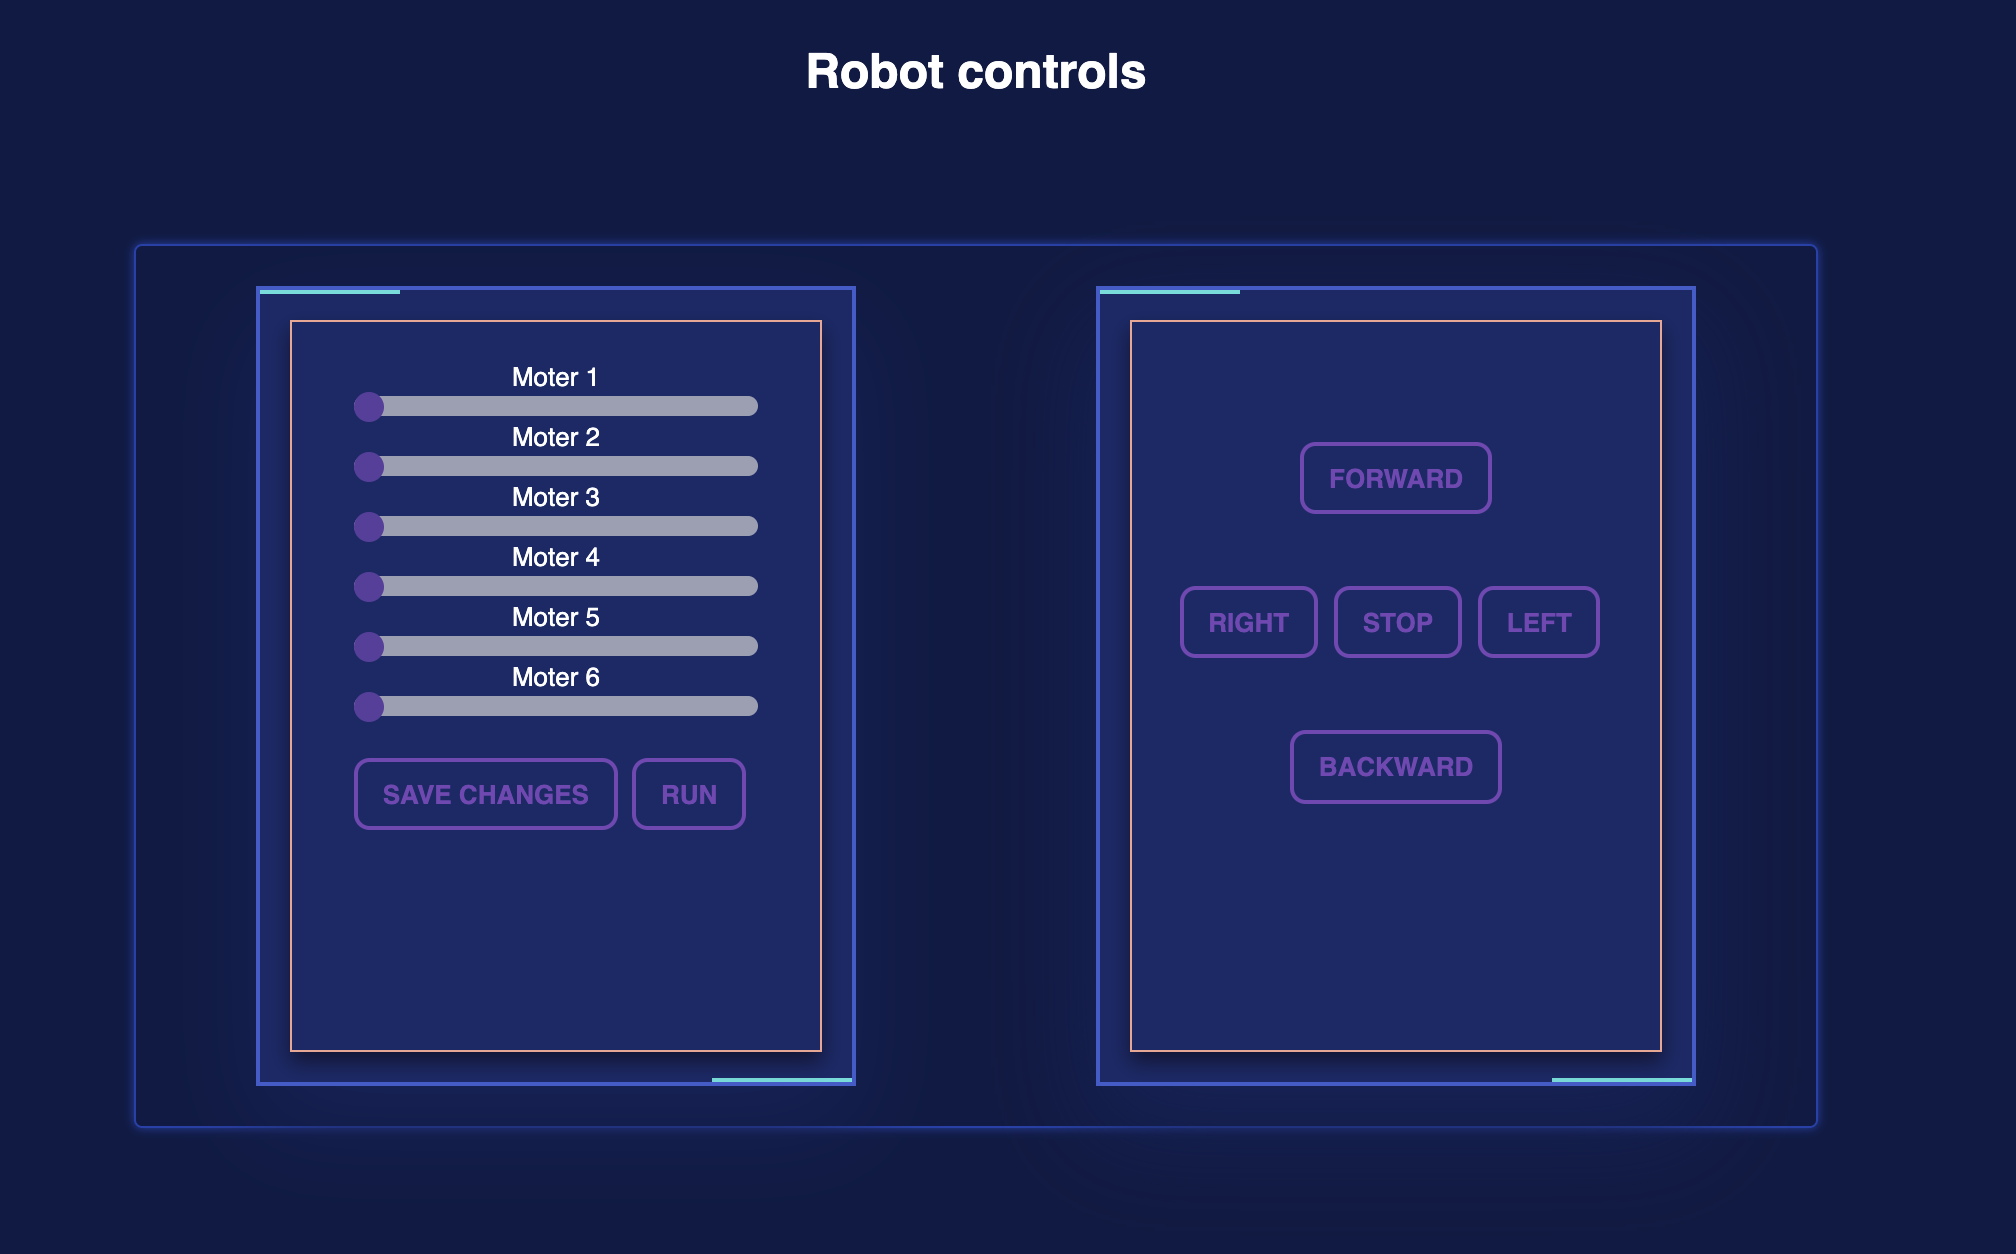 Robot controls
Moter 1
Moter 2
Moter 3
Moter 4
Moter 5
Moter 6
SAVE CHANGES RUN
FORWARD
RIGHT STOP LEFT
BACKWARD